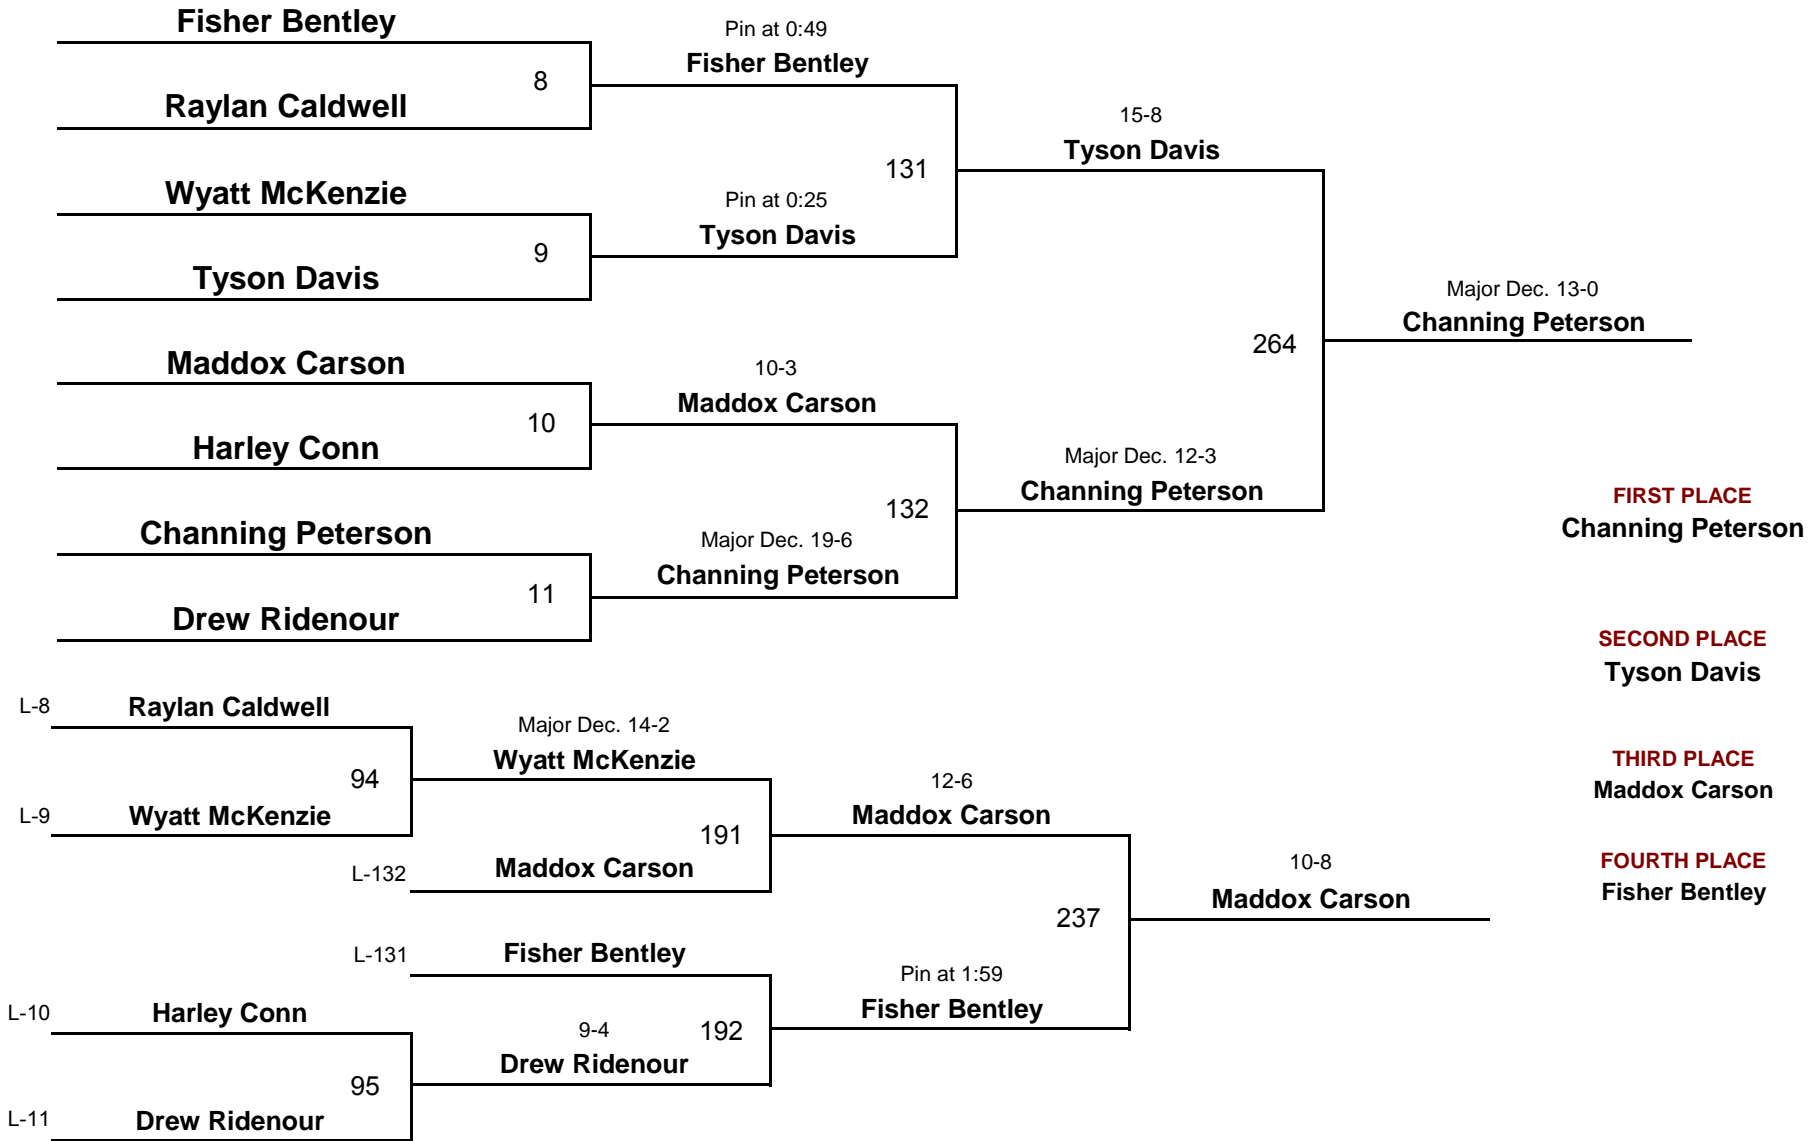 Fisher Bentley
8
Raylan Caldwell
Pin at 0:49
Fisher Bentley
131
Wyatt McKenzie
9
Tyson Davis
Pin at 0:25
Tyson Davis
15-8
Tyson Davis
264
Maddox Carson
10
Harley Conn
10-3
Maddox Carson
132
Channing Peterson
11
Drew Ridenour
Major Dec. 19-6
Channing Peterson
Major Dec. 12-3
Channing Peterson
Major Dec. 13-0
Channing Peterson
FIRST PLACE
Channing Peterson
SECOND PLACE
Tyson Davis
THIRD PLACE
Maddox Carson
FOURTH PLACE
Fisher Bentley
L-8 Raylan Caldwell
94
L-9 Wyatt McKenzie
Major Dec. 14-2
Wyatt McKenzie
191
L-132 Maddox Carson
12-6
Maddox Carson
237
L-131 Fisher Bentley
192
L-10 Harley Conn
95
L-11 Drew Ridenour
9-4
Drew Ridenour
Pin at 1:59
Fisher Bentley
10-8
Maddox Carson